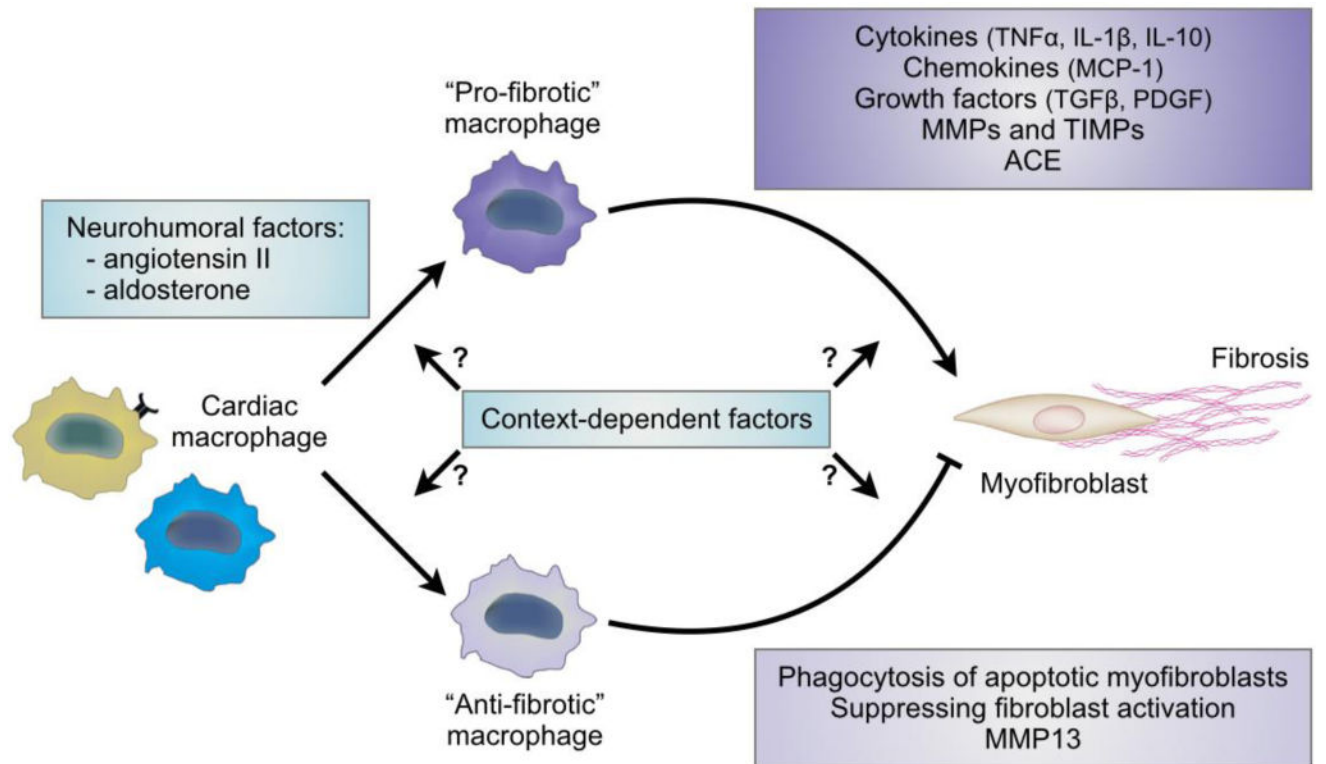 Cytokines (TNFα, IL-1β, IL-10)
Chemokines (MCP-1)
Growth factors (TGFβ, PDGF)
MMPs and TIMPs
ACE
“Pro-fibrotic”
macrophage
Neurohumoral factors:
- angiotensin II
- aldosterone
?
?
Fibrosis
Cardiac
macrophage
Context-dependent factors
?
?
Myofibroblast
“Anti-fibrotic”
macrophage
Phagocytosis of apoptotic myofibroblasts
Suppressing fibroblast activation
MMP13